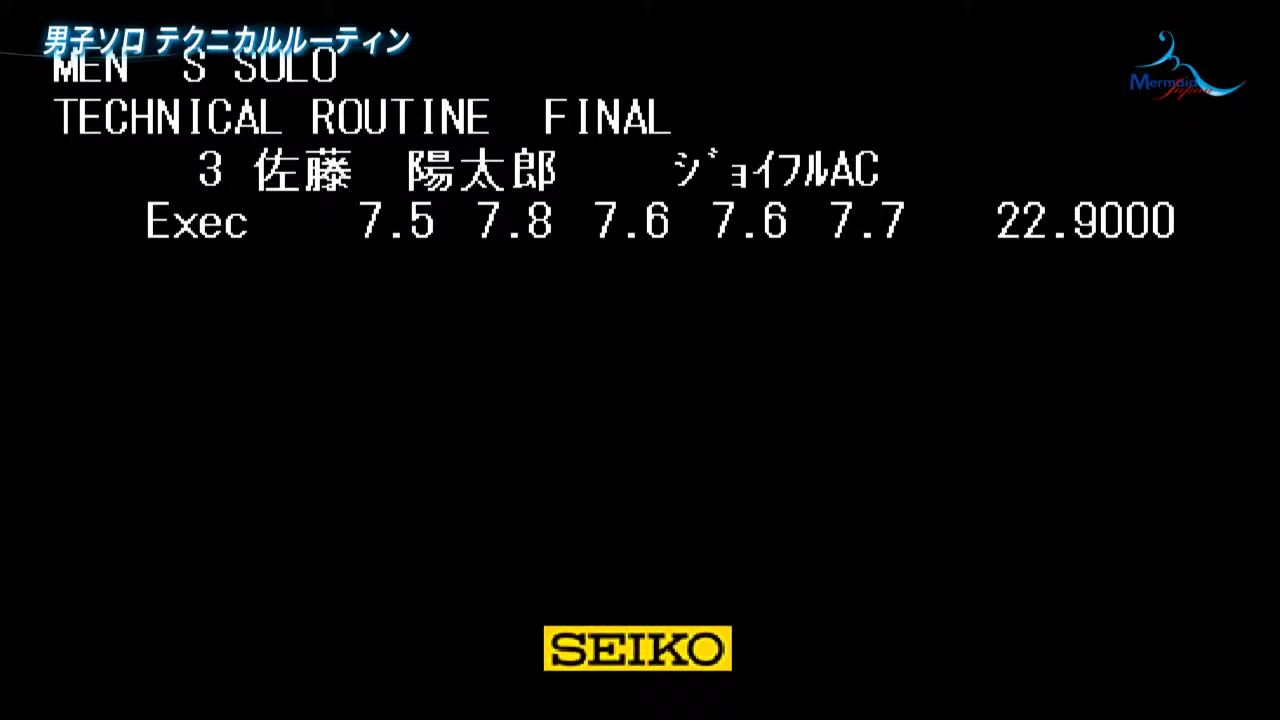 男子ソロ テクニカルルーティン
MEN  S SOLO
TECHNICAL ROUTINE  FINAL
3 佐藤　陽太郎　　ｼﾞｮｲﾌﾙAC
Exec 7.5 7.8 7.6 7.6 7.7 22.9000
Mermaid
Japan
SEIKO